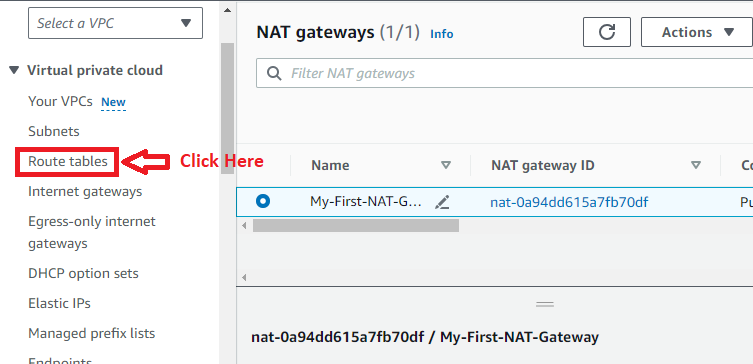 Select a VPC
Virtual private cloud
Your VPCs New
Subnets
Route tables
Click Here
Internet gateways
Egress-only internet
gateways
DHCP option sets
Elastic IPs
Managed prefix lists
Endpoints
NAT gateways (1/1) Info
Actions
Filter NAT gateways
Name NAT gateway ID Co
My-First-NAT-G... nat-0a94dd615a7fb70df Pu
nat-0a94dd615a7fb70df / My-First-NAT-Gateway